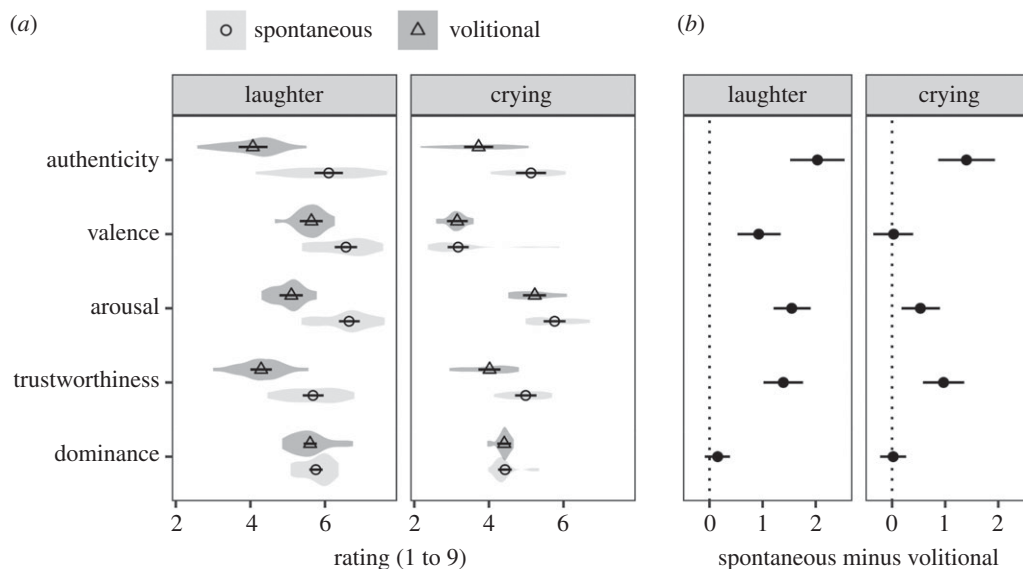 (a) spontaneous volitional (b)
laughter crying laughter crying
authenticity
valence
arousal
trustworthiness
dominance
2 4 6 2 4 6 0 1 2 0 1 2
rating (1 to 9) spontaneous minus volitional